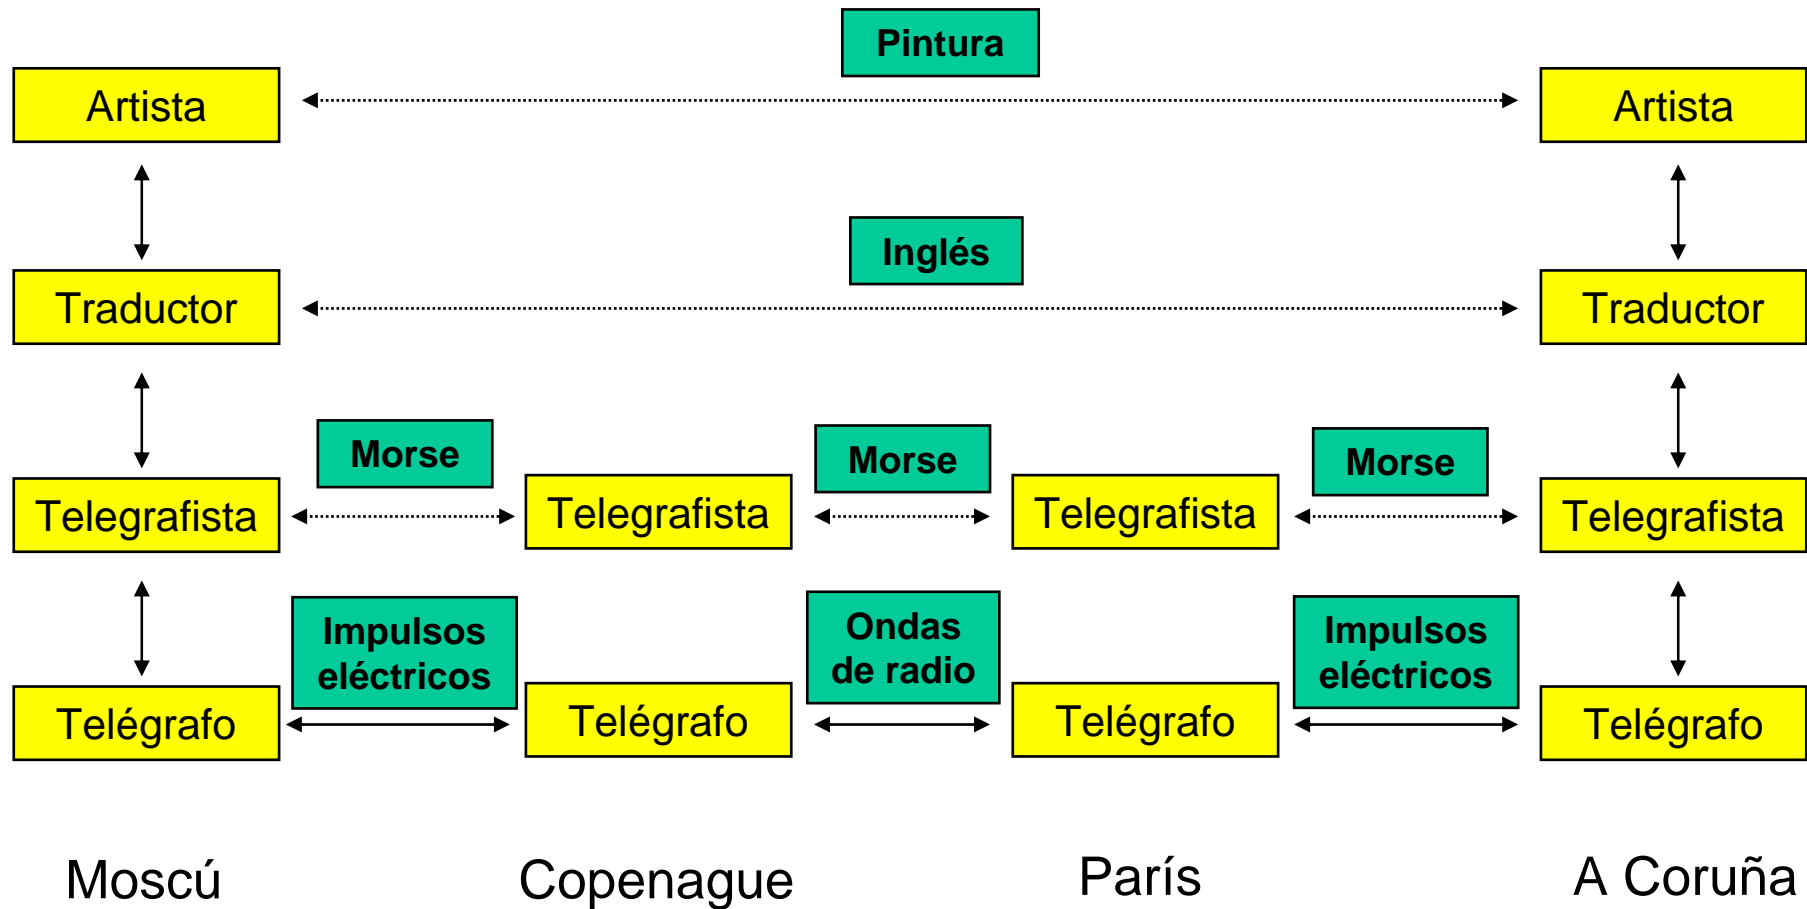 Pintura
Artista
Artista
Inglés
Traductor
Traductor
Morse
Morse
Morse
Telegrafista
Telegrafista
Telegrafista
Telegrafista
Impulsos
eléctricos
Ondas
de radio
Impulsos
eléctricos
Telégrafo
Telégrafo
Telégrafo
Telégrafo
Moscú
Copenague
París
A Coruña